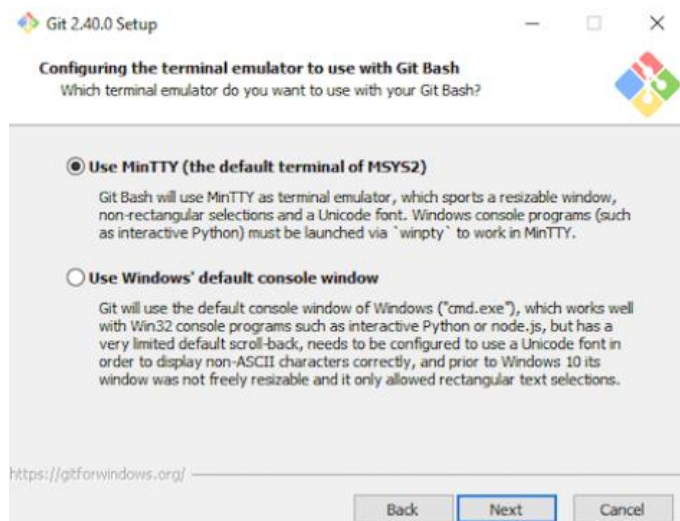 Git 2.40.0 Setup
Configuring the terminal emulator to use with Git Bash
Which terminal emulator do you want to use with your Git Bash?
Use MinTTY (the default terminal of MSYS2)
Git Bash will use MinTTY as terminal emulator, which sports a resizable window,
non-rectangular selections and a Unicode font. Windows console programs (such
as interactive Python) must be launched via `winpty` to work in MinTTY.
Use Windows' default console window
Git will use the default console window of Windows ("cmd.exe"), which works well
with Win32 console programs such as interactive Python or node.js, but has a
very limited default scroll-back, needs to be configured to use a Unicode font in
order to display non-ASCII characters correctly, and prior to Windows 10 its
window was not freely resizable and it only allowed rectangular text selections.
https://gitforwindows.org/
Back Next Cancel